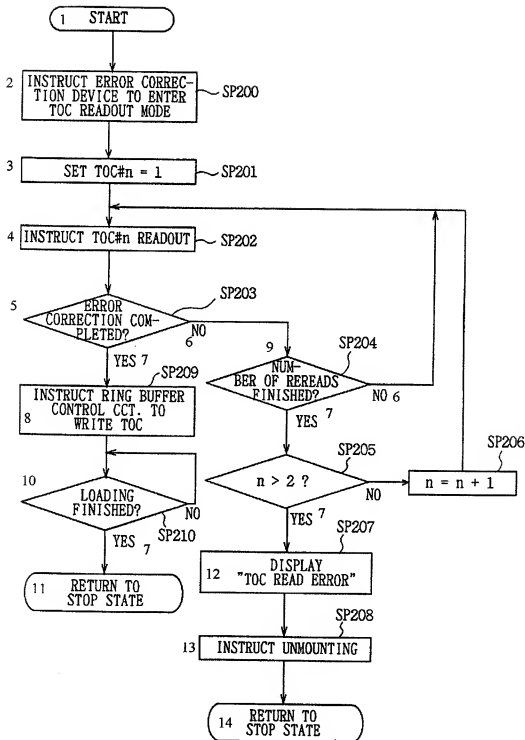 1 START
2 INSTRUCT ERROR CORREC-
TION DEVICE TO ENTER
TOC READOUT MODE
SP200
3 SET TOC#n = 1
SP201
4 INSTRUCT TOC#n READOUT
SP202
5 ERROR
CORRECTION COM-
PLETED?
SP203
NO
6
YES 7
SP209
8 INSTRUCT RING BUFFER
CONTROL CCT. TO
WRITE TOC
10 LOADING
FINISHED?
NO
SP210
YES 7
11 RETURN TO
STOP STATE
9 NUM-
BER OF REREADS
FINISHED?
SP204
NO 6
YES 7
SP205
n > 2 ?
NO
SP206
n = n + 1
YES 7
SP207
12 DISPLAY
"TOC READ ERROR"
SP208
13 INSTRUCT UNMOUNTING
14 RETURN TO
STOP STATE